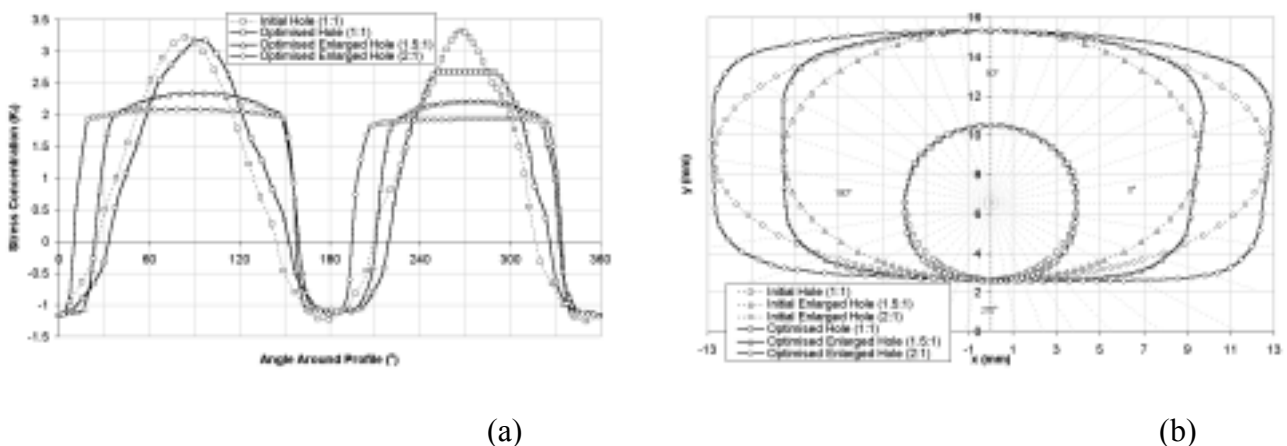 3.5
3
2.5
2
1.5
1
0.5
0
-0.5
-1
-1.5
0 60 120 180 240 300 360
Stress Concentration (Kt)
Angle Around Profile (°)
Initial Hole (1:1)
Optimised Hole (1:1)
Optimised Enlarged Hole (1.5:1)
Optimised Enlarged Hole (2:1)
(a)
16
14
12
10
8
6
4
2
0
y (mm)
90°
180°
0°
270°
Initial Hole (1:1)
Initial Enlarged Hole (1.5:1)
Initial Enlarged Hole (2:1)
Optimised Hole (1:1)
Optimised Enlarged Hole (1.5:1)
Optimised Enlarged Hole (2:1)
-13 -1 1 3 5 7 9 11 13
x (mm)
(b)